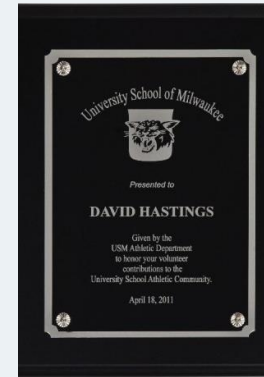 University School of Milwaukee
Presented to
DAVID HASTINGS
Given by the
USM Athletic Department
to honor your volunteer
contributions to the
University School Athletic Community.
April 18, 2011